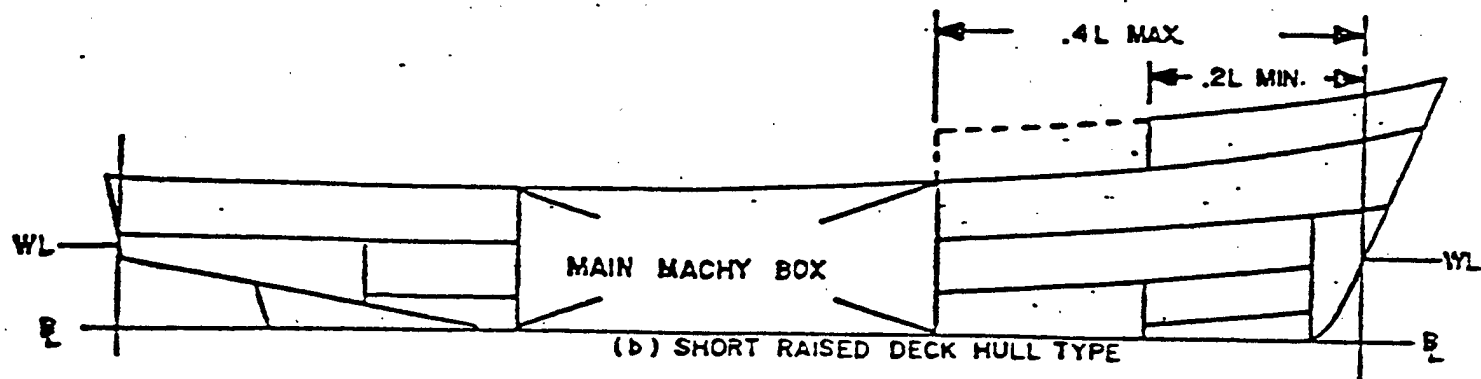 .4L MAX
.2L MIN.
WL
MAIN MACHY BOX
WL
B
L
(b) SHORT RAISED DECK HULL TYPE
B
L